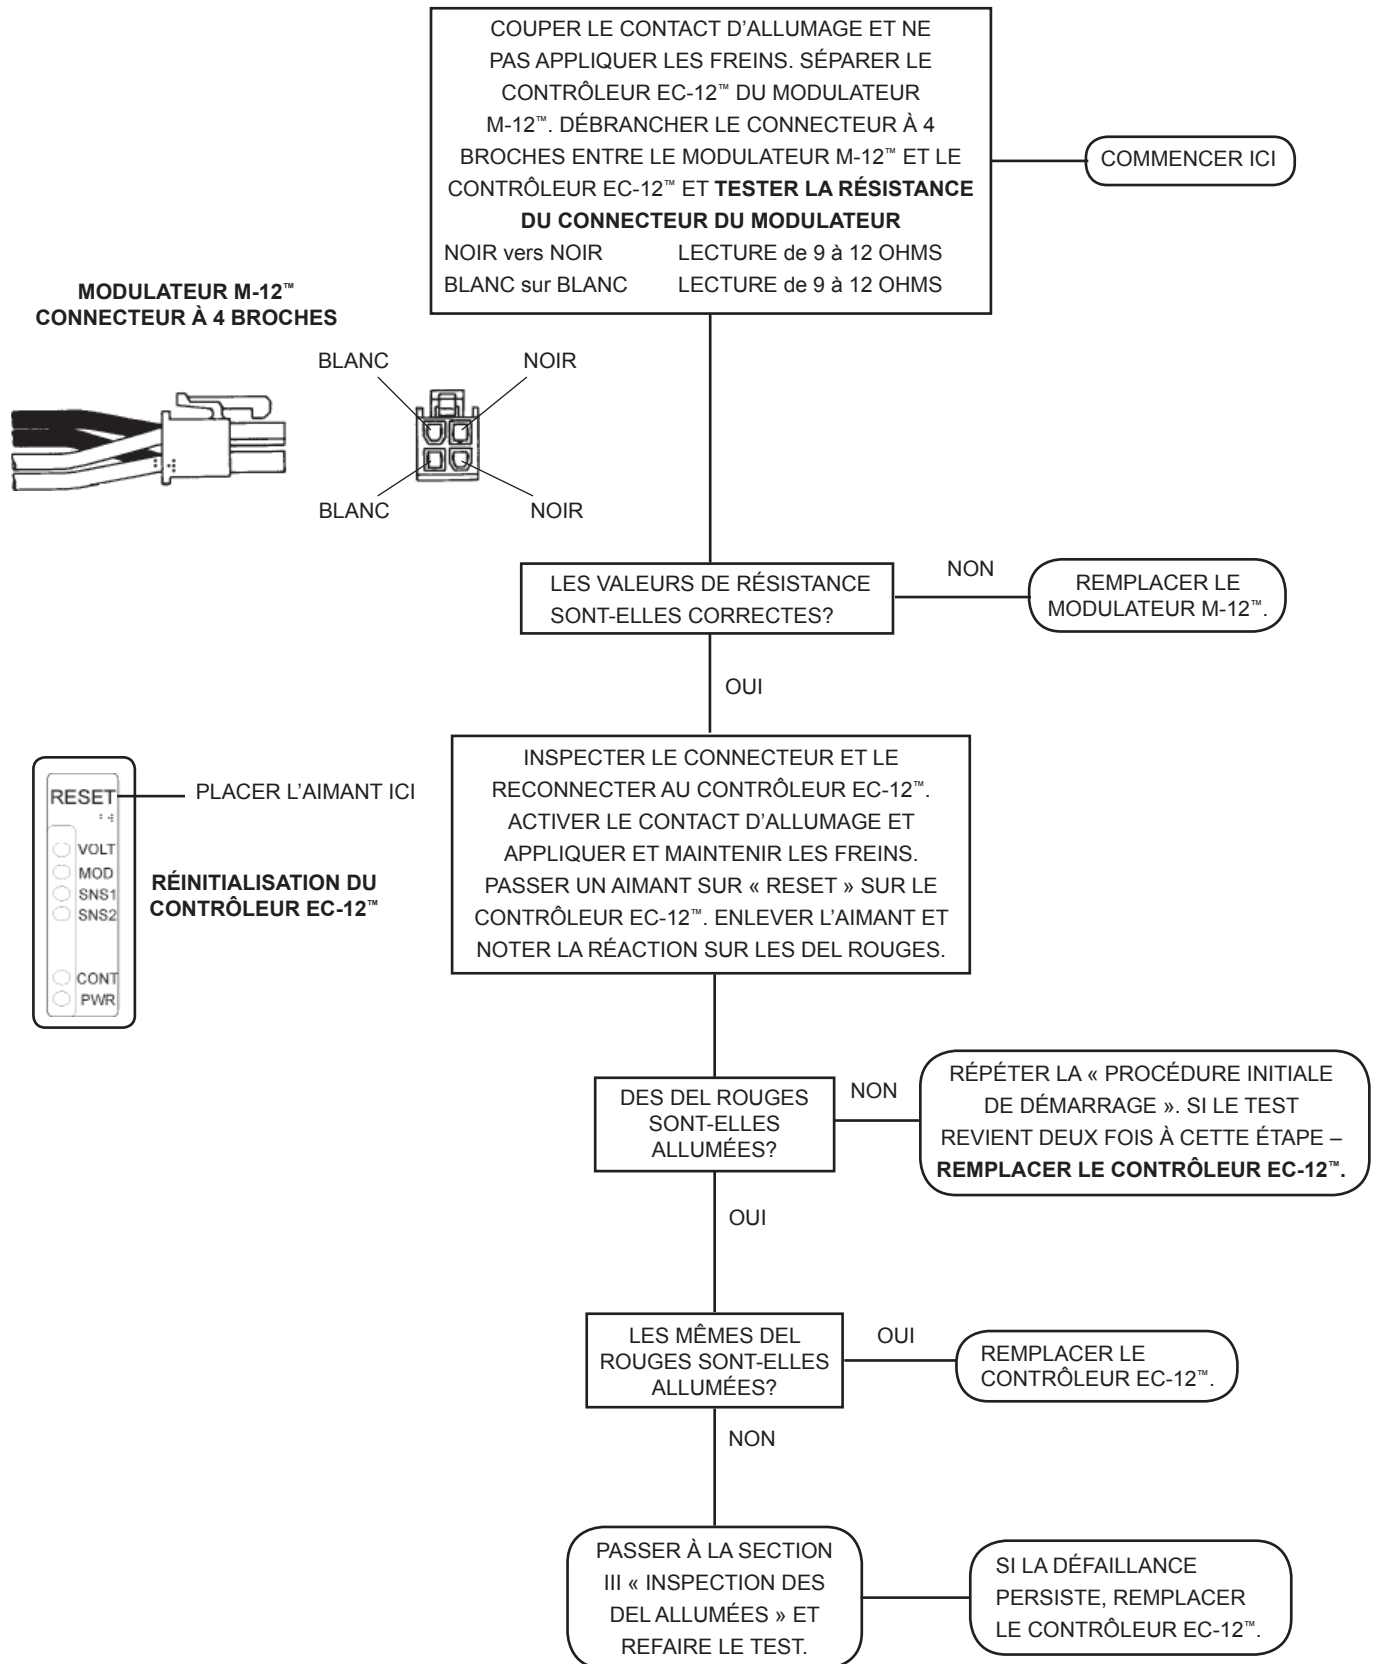 COUPER LE CONTACT D'ALLUMAGE ET NE
PAS APPLIQUER LES FREINS. SÉPARER LE
CONTRÔLEUR EC-12™ DU MODULATEUR
M-12™. DÉBRANCHER LE CONNECTEUR À 4
BROCHES ENTRE LE MODULATEUR M-12™ ET LE
CONTRÔLEUR EC-12™ ET TESTER LA RÉSISTANCE
DU CONNECTEUR DU MODULATEUR
NOIR vers NOIR LECTURE de 9 à 12 OHMS
BLANC sur BLANC LECTURE de 9 à 12 OHMS
COMMENCER ICI
MODULATEUR M-12™
CONNECTEUR À 4 BROCHES
BLANC
NOIR
BLANC
NOIR
LES VALEURS DE RÉSISTANCE
SONT-ELLES CORRECTES?
NON
REMPLACER LE
MODULATEUR M-12™.
OUI
INSPECTER LE CONNECTEUR ET LE
RECONNECTER AU CONTRÔLEUR EC-12™.
ACTIVER LE CONTACT D'ALLUMAGE ET
APPLIQUER ET MAINTENIR LES FREINS.
PASSER UN AIMANT SUR « RESET » SUR LE
CONTRÔLEUR EC-12™. ENLEVER L'AIMANT ET
NOTER LA RÉACTION SUR LES DEL ROUGES.
RESET
PLACER L'AIMANT ICI
VOLT
MOD
SNS1
SNS2
CONT
PWR
RÉINITIALISATION DU
CONTRÔLEUR EC-12™
DES DEL ROUGES
SONT-ELLES
ALLUMÉES?
NON
RÉPÉTER LA « PROCÉDURE INITIALE
DE DÉMARRAGE ». SI LE TEST
REVIENT DEUX FOIS À CETTE ÉTAPE –
REMPLACER LE CONTRÔLEUR EC-12™.
OUI
LES MÊMES DEL
ROUGES SONT-ELLES
ALLUMÉES?
OUI
REMPLACER LE
CONTRÔLEUR EC-12™.
NON
PASSER À LA SECTION
III « INSPECTION DES
DEL ALLUMÉES » ET
REFAIRE LE TEST.
SI LA DÉFAILLANCE
PERSISTE, REMPLACER
LE CONTRÔLEUR EC-12™.